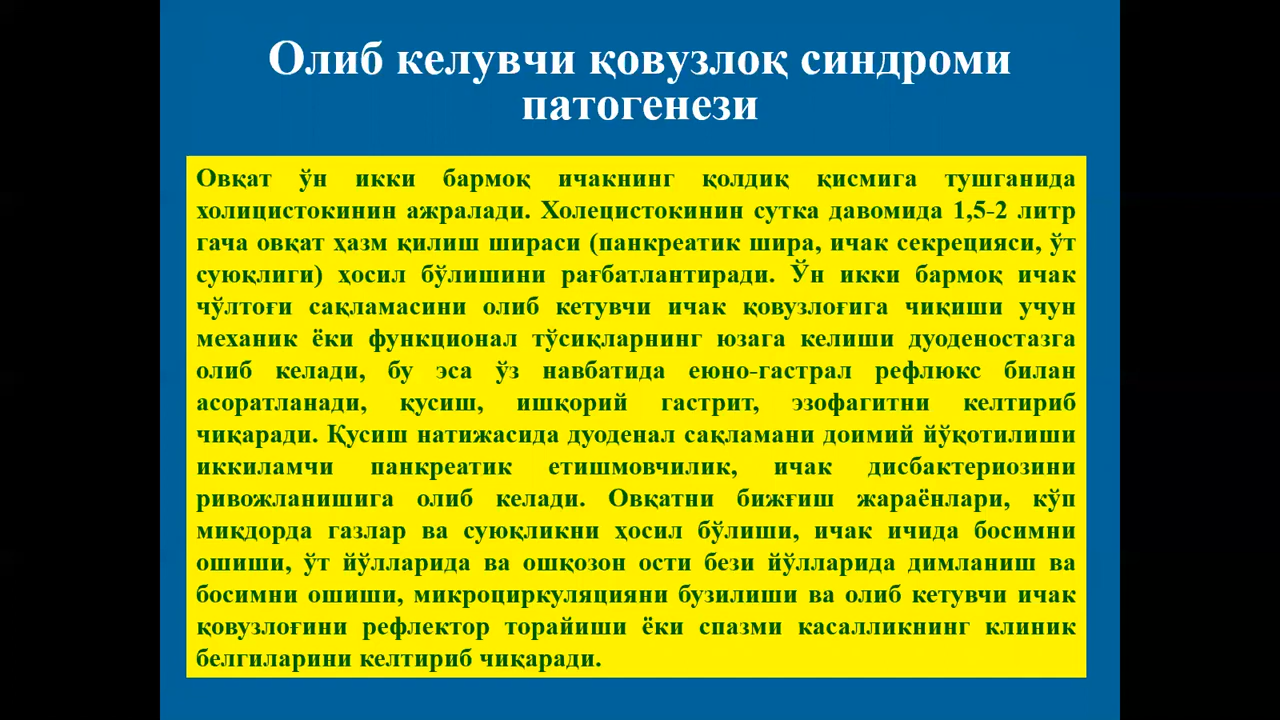 Олиб келувчи қовузлоқ синдроми
патогенези
Овқат ўн икки бармоқ ичакнинг қолдиқ қисмига тушганида
холицистокинин ажралади. Холецистокинин сутка давомида 1,5-2 литр
гача овқат ҳазм қилиш шираси (панкреатик шира, ичак секрецияси, ўт
суюқлиги) ҳосил бўлишини рағбатлантиради. Ўн икки бармоқ ичак
чўлтоғи сақламасини олиб кетувчи ичак қовузлоғига чиқиши учун
механик ёки функционал тўсиқларнинг юзага келиши дуоденостазга
олиб келади, бу эса ўз навбатида еюно-гастрал рефлюкс билан
асоратланади, қусиш, ишқорий гастрит, эзофагитни келтириб
чиқаради. Қусиш натижасида дуоденал сақламани доимий йўқотилиши
иккиламчи панкреатик етишмовчилик, ичак дисбактериозини
ривожланишига олиб келади. Овқатни бижғиш жараёнлари, кўп
миқдорда газлар ва суюқликни ҳосил бўлиши, ичак ичида босимни
ошиши, ўт йўлларида ва ошқозон ости бези йўлларида димланиш ва
босимни ошиши, микроциркуляцияни бузилиши ва олиб кетувчи ичак
қовузлоғини рефлектор торайиши ёки спазми касалликнинг клиник
белгиларини келтириб чиқаради.